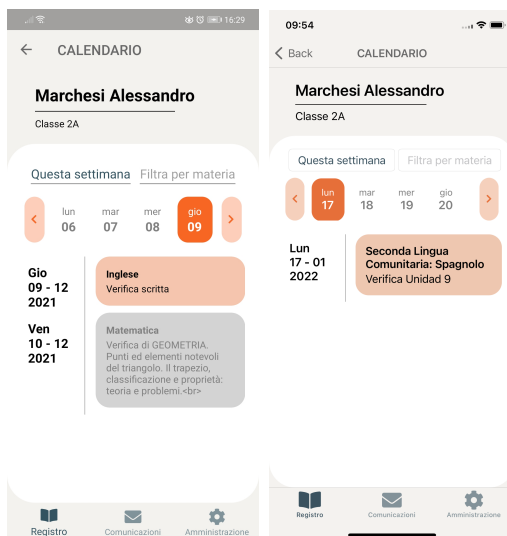 16:29
CALENDARIO
Marchesi Alessandro
Classe 2A
Questa settimana Filtra per materia
lun mar mer gio
06 07 08 09
Gio
09 - 12
2021
Inglese
Verifica scritta
Ven
10 - 12
2021
Matematica
Verifica di GEOMETRIA.
Punti ed elementi notevoli
del triangolo. Il trapezio,
classificazione e proprietà:
teoria e problemi.<br>
Registro Comunicazioni Amministrazione
09:54
Back CALENDARIO
Marchesi Alessandro
Classe 2A
Questa settimana Filtra per materia
lun mar mer gio
17 18 19 20
Lun
17 - 01
2022
Seconda Lingua
Comunitaria: Spagnolo
Verifica Unidad 9
Registro Comunicazioni Amministrazione